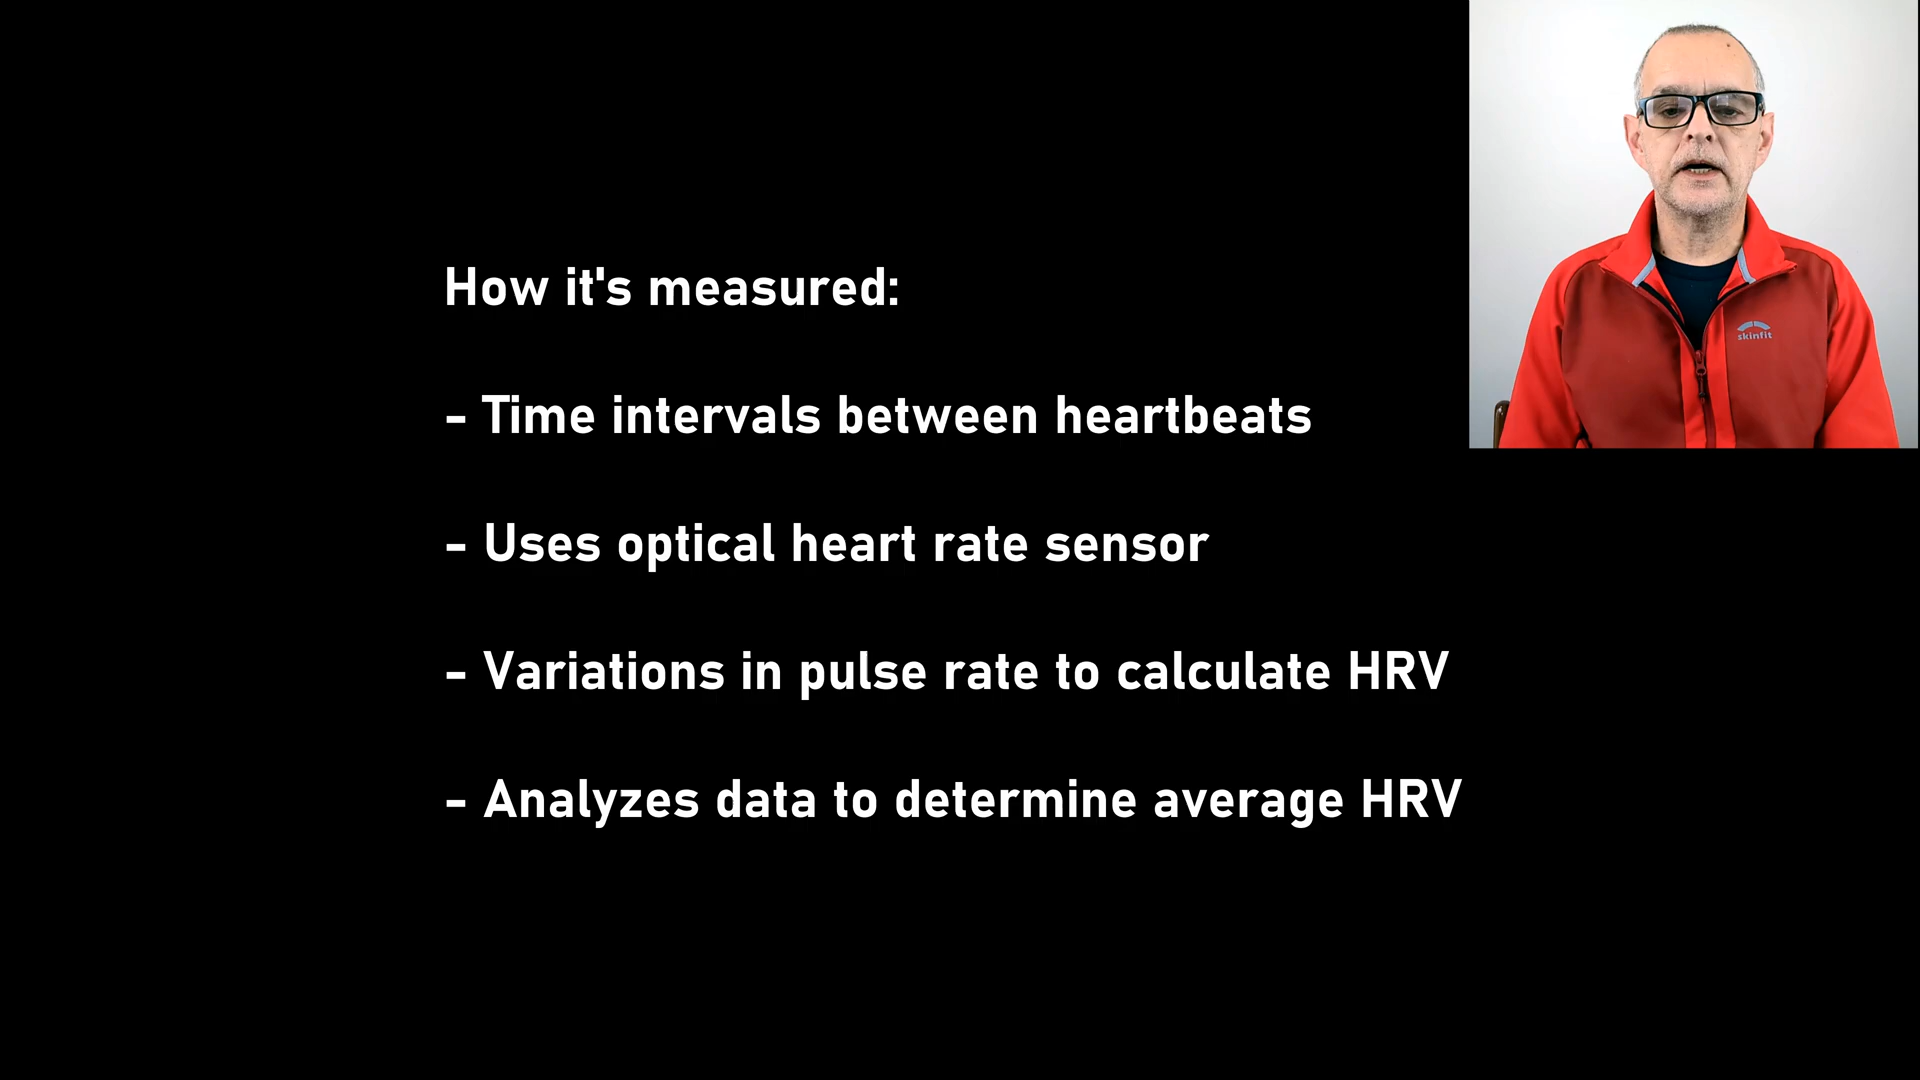 How it's measured:
- Time intervals between heartbeats
- Uses optical heart rate sensor
- Variations in pulse rate to calculate HRV
- Analyzes data to determine average HRV
skinfit